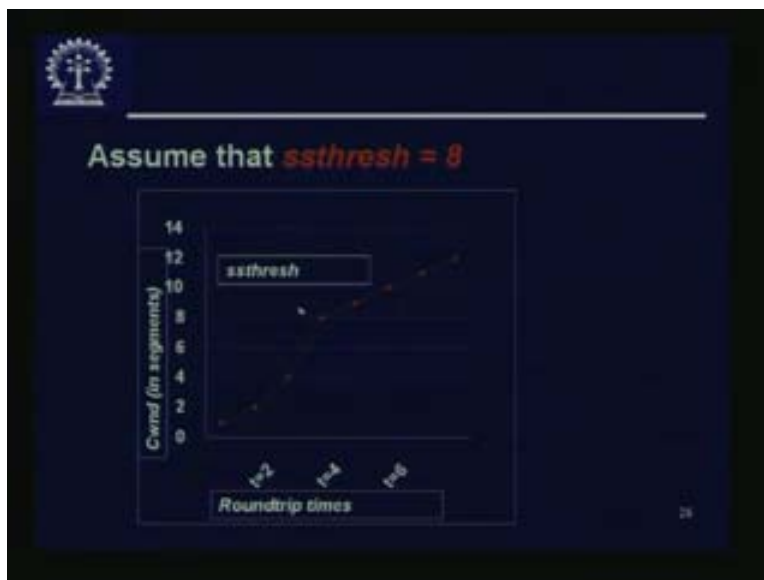 Assume that ssthresh = 8
14
12
ssthresh
10
8
6
4
2
0
Cwnd (in segments)
t=2
t=4
t=6
Roundtrip times